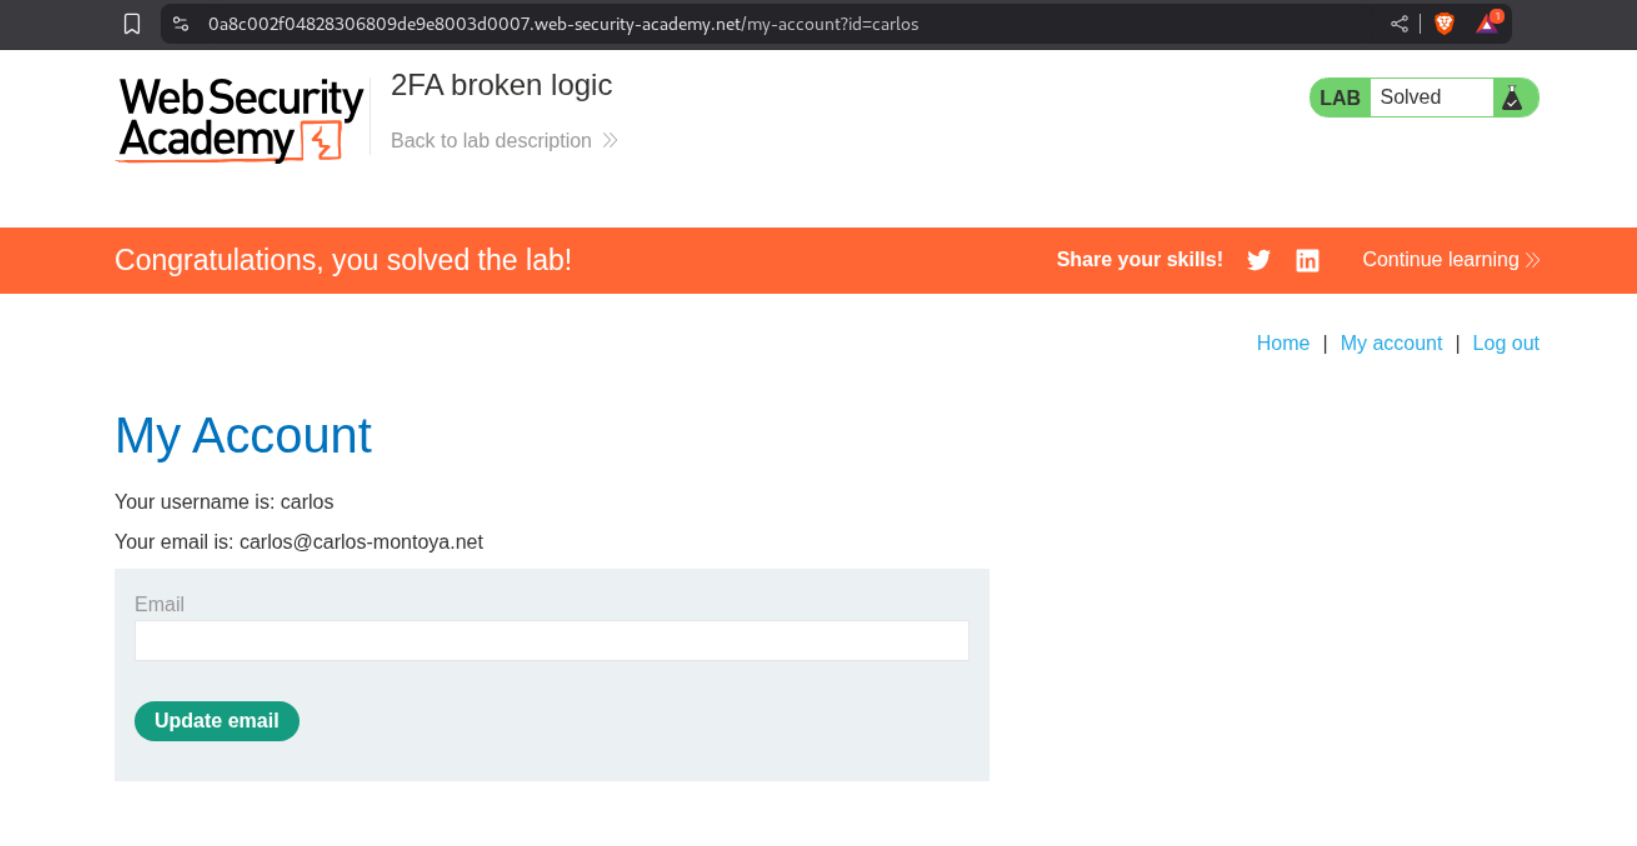 0a8c002f04828306809de9e8003d0007.web-security-academy.net/my-account?id=carlos
1
WebSecurity
Academy
2FA broken logic
Back to lab description
LAB Solved
Congratulations, you solved the lab!
Share your skills!
Continue learning
Home | My account | Log out
My Account
Your username is: carlos
Your email is: carlos@carlos-montoya.net
Email
Update email